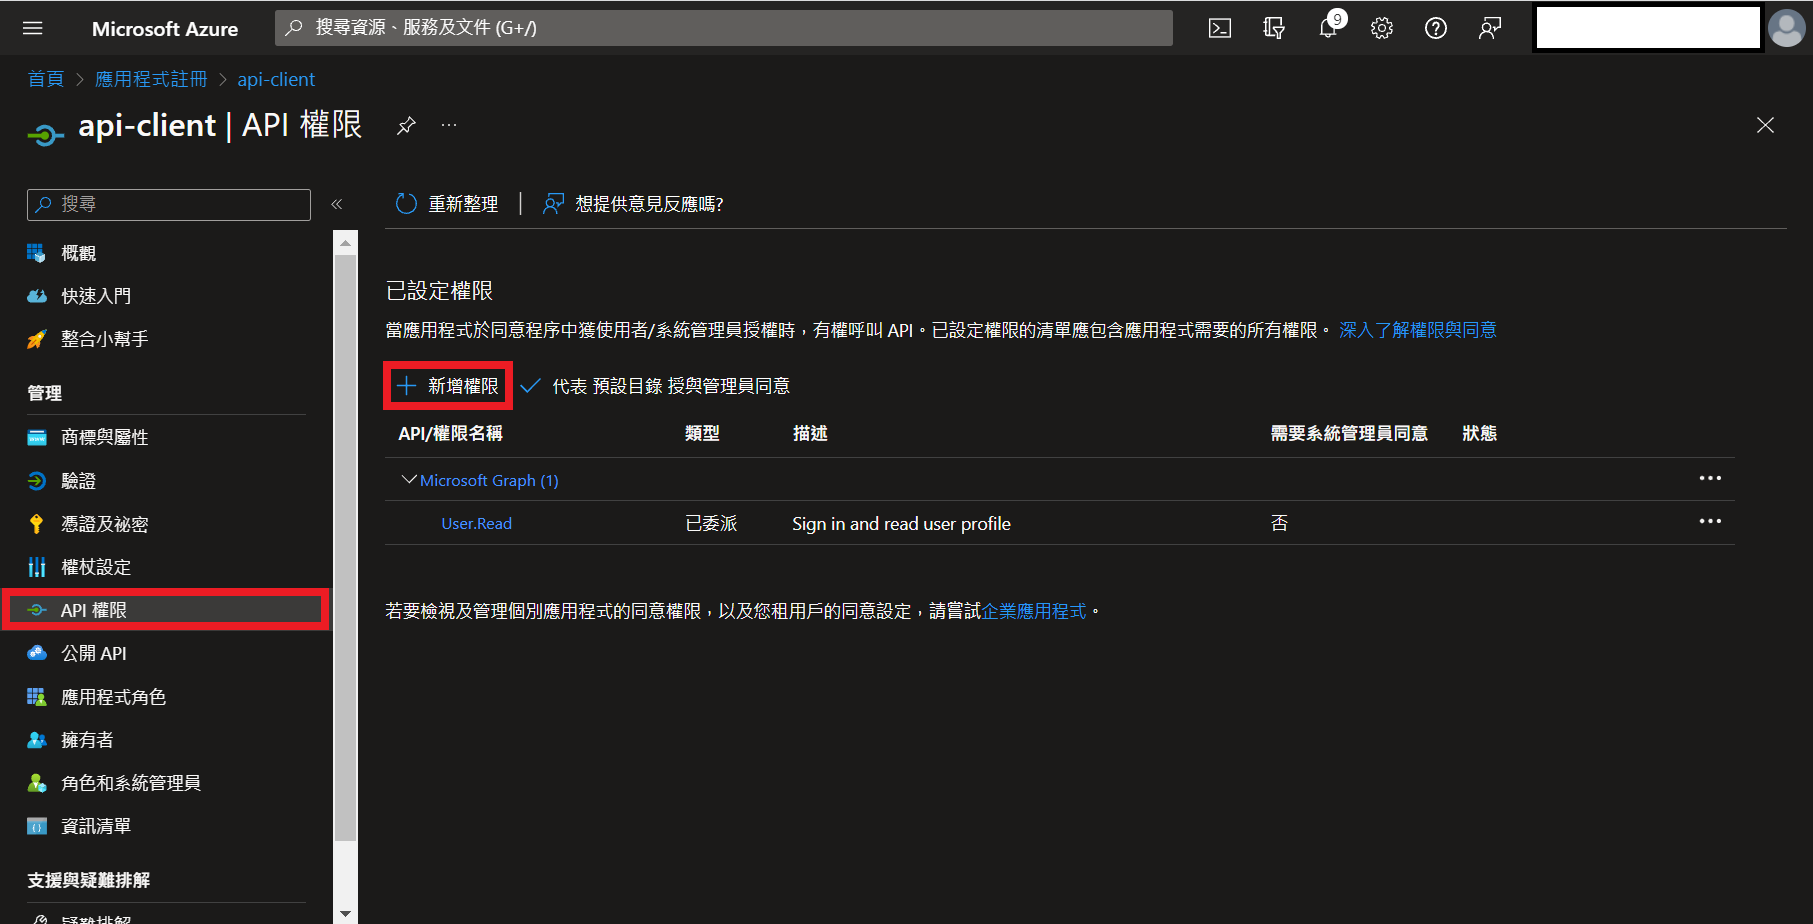 Microsoft Azure
搜尋資源、服務及文件 (G+/)
9
首頁 > 應用程式註冊 > api-client
api-client | API 權限
搜尋
«
重新整理 | 想提供意見反應嗎?
概觀
快速入門
整合小幫手
管理
商標與屬性
驗證
憑證及祕密
權杖設定
API 權限
公開 API
應用程式角色
擁有者
角色和系統管理員
資訊清單
支援與疑難排解
疑難排解
已設定權限
當應用程式於同意程序中獲使用者/系統管理員授權時，有權呼叫 API。已設定權限的清單應包含應用程式需要的所有權限。 深入了解權限與同意
新增權限 代表 預設目錄 授與管理員同意
API/權限名稱 類型 描述 需要系統管理員同意 狀態
Microsoft Graph (1)
User.Read 已委派 Sign in and read user profile 否
若要檢視及管理個別應用程式的同意權限，以及您租用戶的同意設定，請嘗試企業應用程式。